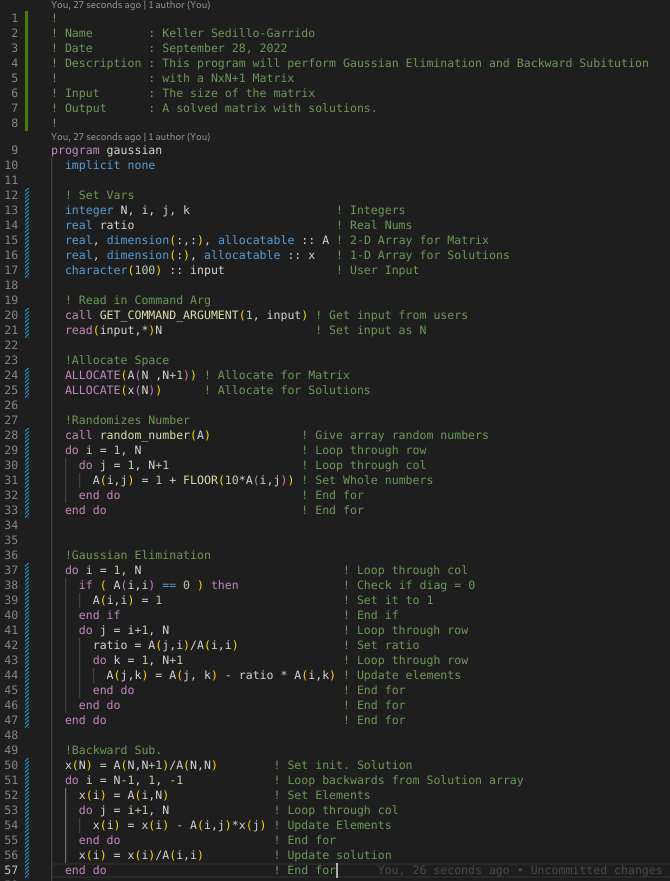 You, 27 seconds ago | 1 author (You)
1 !
2 ! Name        : Keller Sedillo-Garrido
3 ! Date        : September 28, 2022
4 ! Description : This program will perform Gaussian Elimination and Backward Subitution
5 !             : with a NxN+1 Matrix
6 ! Input       : The size of the matrix
7 ! Output      : A solved matrix with solutions.
8 !
You, 27 seconds ago | 1 author (You)
9 program gaussian
10   implicit none
11
12   ! Set Vars
13   integer N, i, j, k                     ! Integers
14   real ratio                             ! Real Nums
15   real, dimension(:,:), allocatable :: A ! 2-D Array for Matrix
16   real, dimension(:), allocatable :: x   ! 1-D Array for Solutions
17   character(100) :: input                ! User Input
18
19   ! Read in Command Arg
20   call GET_COMMAND_ARGUMENT(1, input) ! Get input from users
21   read(input,*)N                      ! Set input as N
22
23   !Allocate Space
24   ALLOCATE(A(N ,N+1)) ! Allocate for Matrix
25   ALLOCATE(x(N))      ! Allocate for Solutions
26
27   !Randomizes Number
28   call random_number(A)             ! Give array random numbers
29   do i = 1, N                       ! Loop through row
30     do j = 1, N+1                   ! Loop through col
31       A(i,j) = 1 + FLOOR(10*A(i,j)) ! Set Whole numbers
32     end do                          ! End for
33   end do                            ! End for
34
35
36   !Gaussian Elimination
37   do i = 1, N                             ! Loop through col
38     if ( A(i,i) == 0 ) then               ! Check if diag = 0
39       A(i,i) = 1                          ! Set it to 1
40     end if                                ! End if
41     do j = i+1, N                         ! Loop through row
42       ratio = A(j,i)/A(i,i)               ! Set ratio
43       do k = 1, N+1                       ! Loop through row
44         A(j,k) = A(j, k) - ratio * A(i,k) ! Update elements
45       end do                              ! End for
46     end do                                ! End for
47   end do                                  ! End for
48
49   !Backward Sub.
50   x(N) = A(N,N+1)/A(N,N)        ! Set init. Solution
51   do i = N-1, 1, -1             ! Loop backwards from Solution array
52     x(i) = A(i,N)               ! Set Elements
53     do j = i+1, N               ! Loop through col
54       x(i) = x(i) - A(i,j)*x(j) ! Update Elements
55     end do                      ! End for
56     x(i) = x(i)/A(i,i)          ! Update solution
57   end do                        ! End for      You, 26 seconds ago • Uncommitted changes